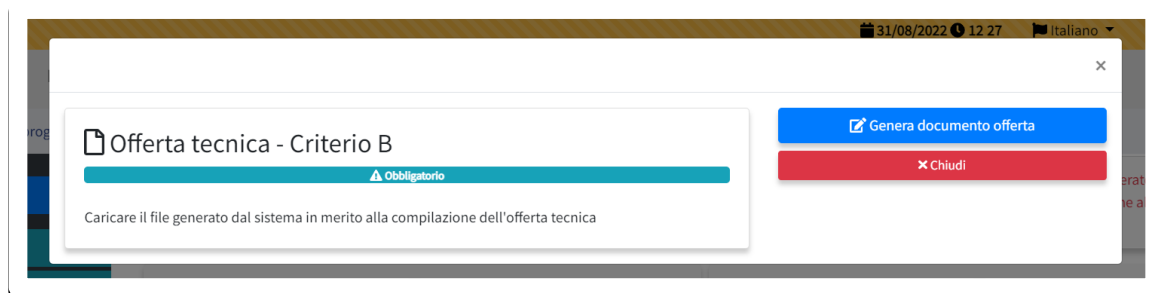 31/08/2022 12 27 Italiano
×
prog
Offerta tecnica - Criterio B
Genera documento offerta
Obbligatorio
Chiudi
Caricare il file generato dal sistema in merito alla compilazione dell'offerta tecnica